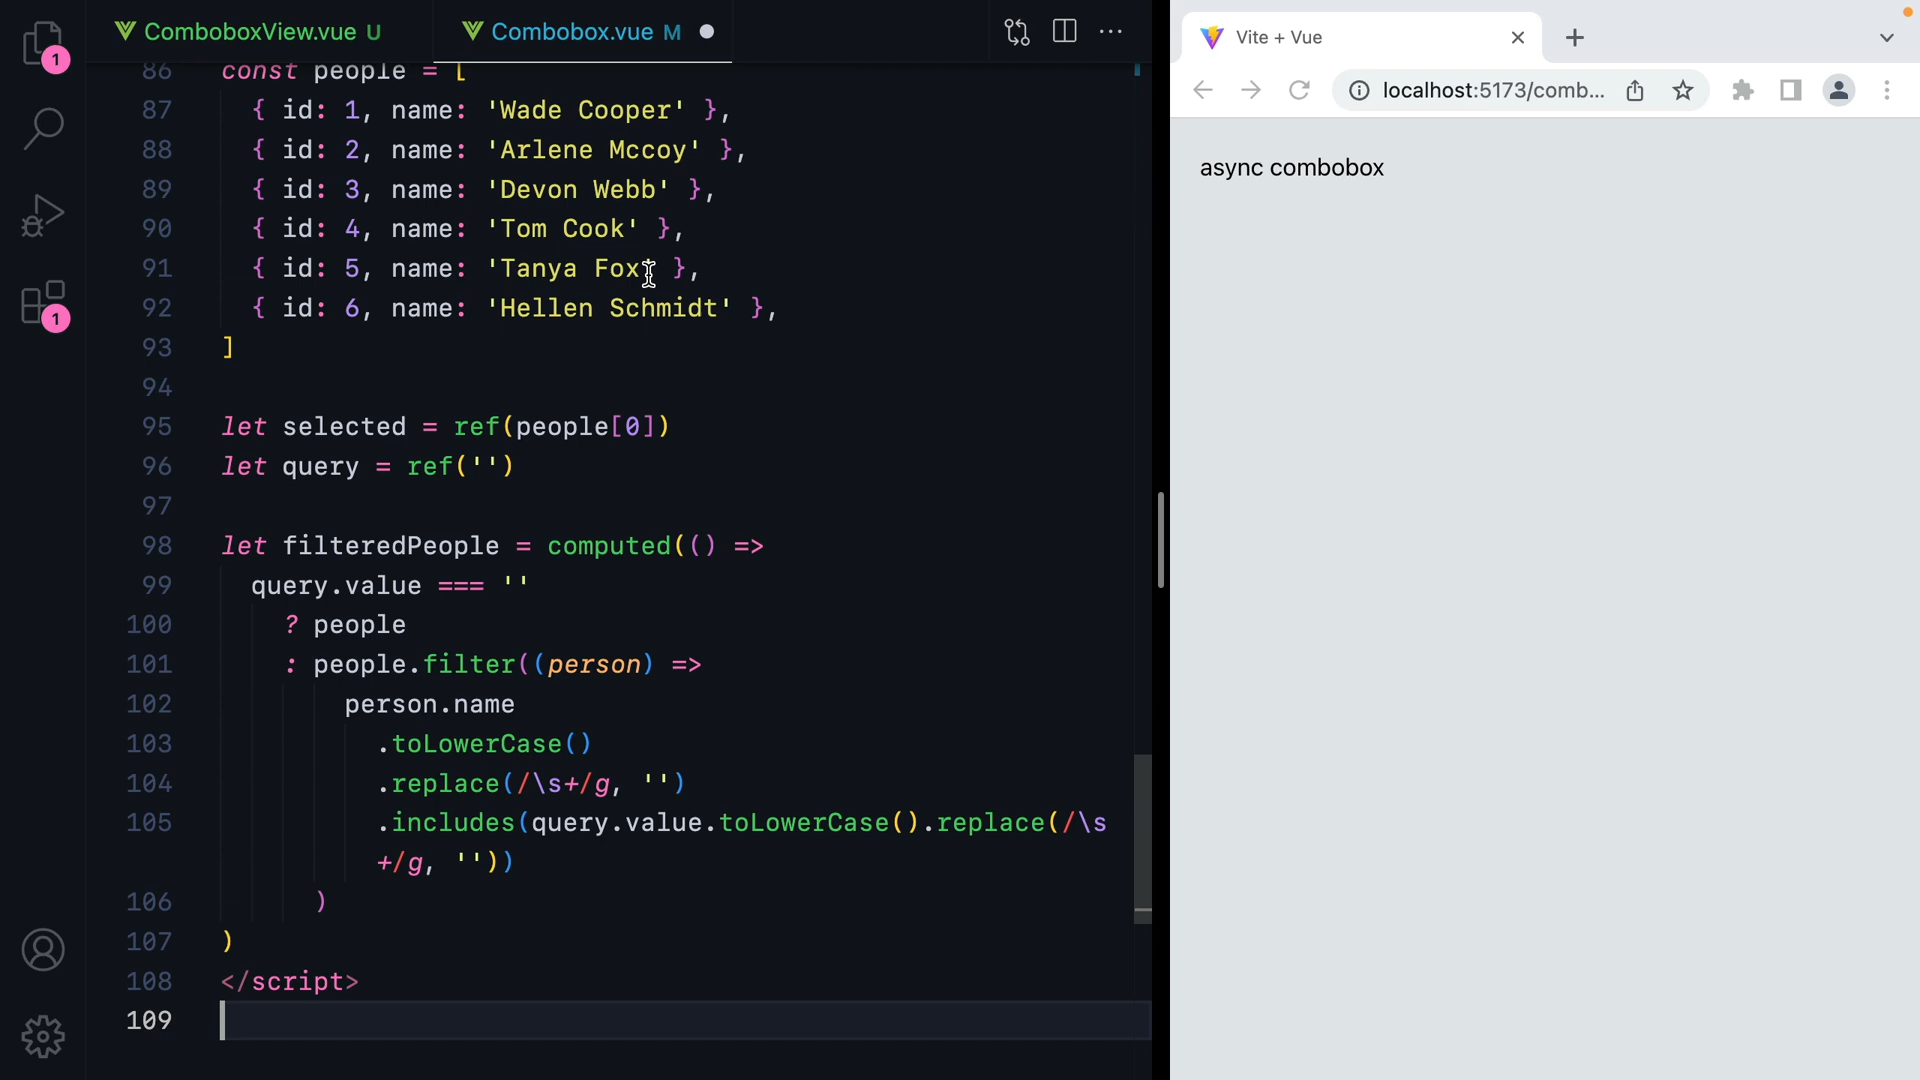 ComboboxView.vue U
Combobox.vue M
86 const people = [
87 { id: 1, name: 'Wade Cooper' },
88 { id: 2, name: 'Arlene Mccoy' },
89 { id: 3, name: 'Devon Webb' },
90 { id: 4, name: 'Tom Cook' },
91 { id: 5, name: 'Tanya Fox' },
92 { id: 6, name: 'Hellen Schmidt' },
93 ]
94
95 let selected = ref(people[0])
96 let query = ref('')
97
98 let filteredPeople = computed(() =>
99 query.value === ''
100 ? people
101 : people.filter((person) =>
102 person.name
103 .toLowerCase()
104 .replace(/\s+/g, '')
105 .includes(query.value.toLowerCase().replace(/\s
+/g, ''))
106 )
107 )
108 </script>
109
1
1
Vite + Vue
localhost:5173/comb...
async combobox